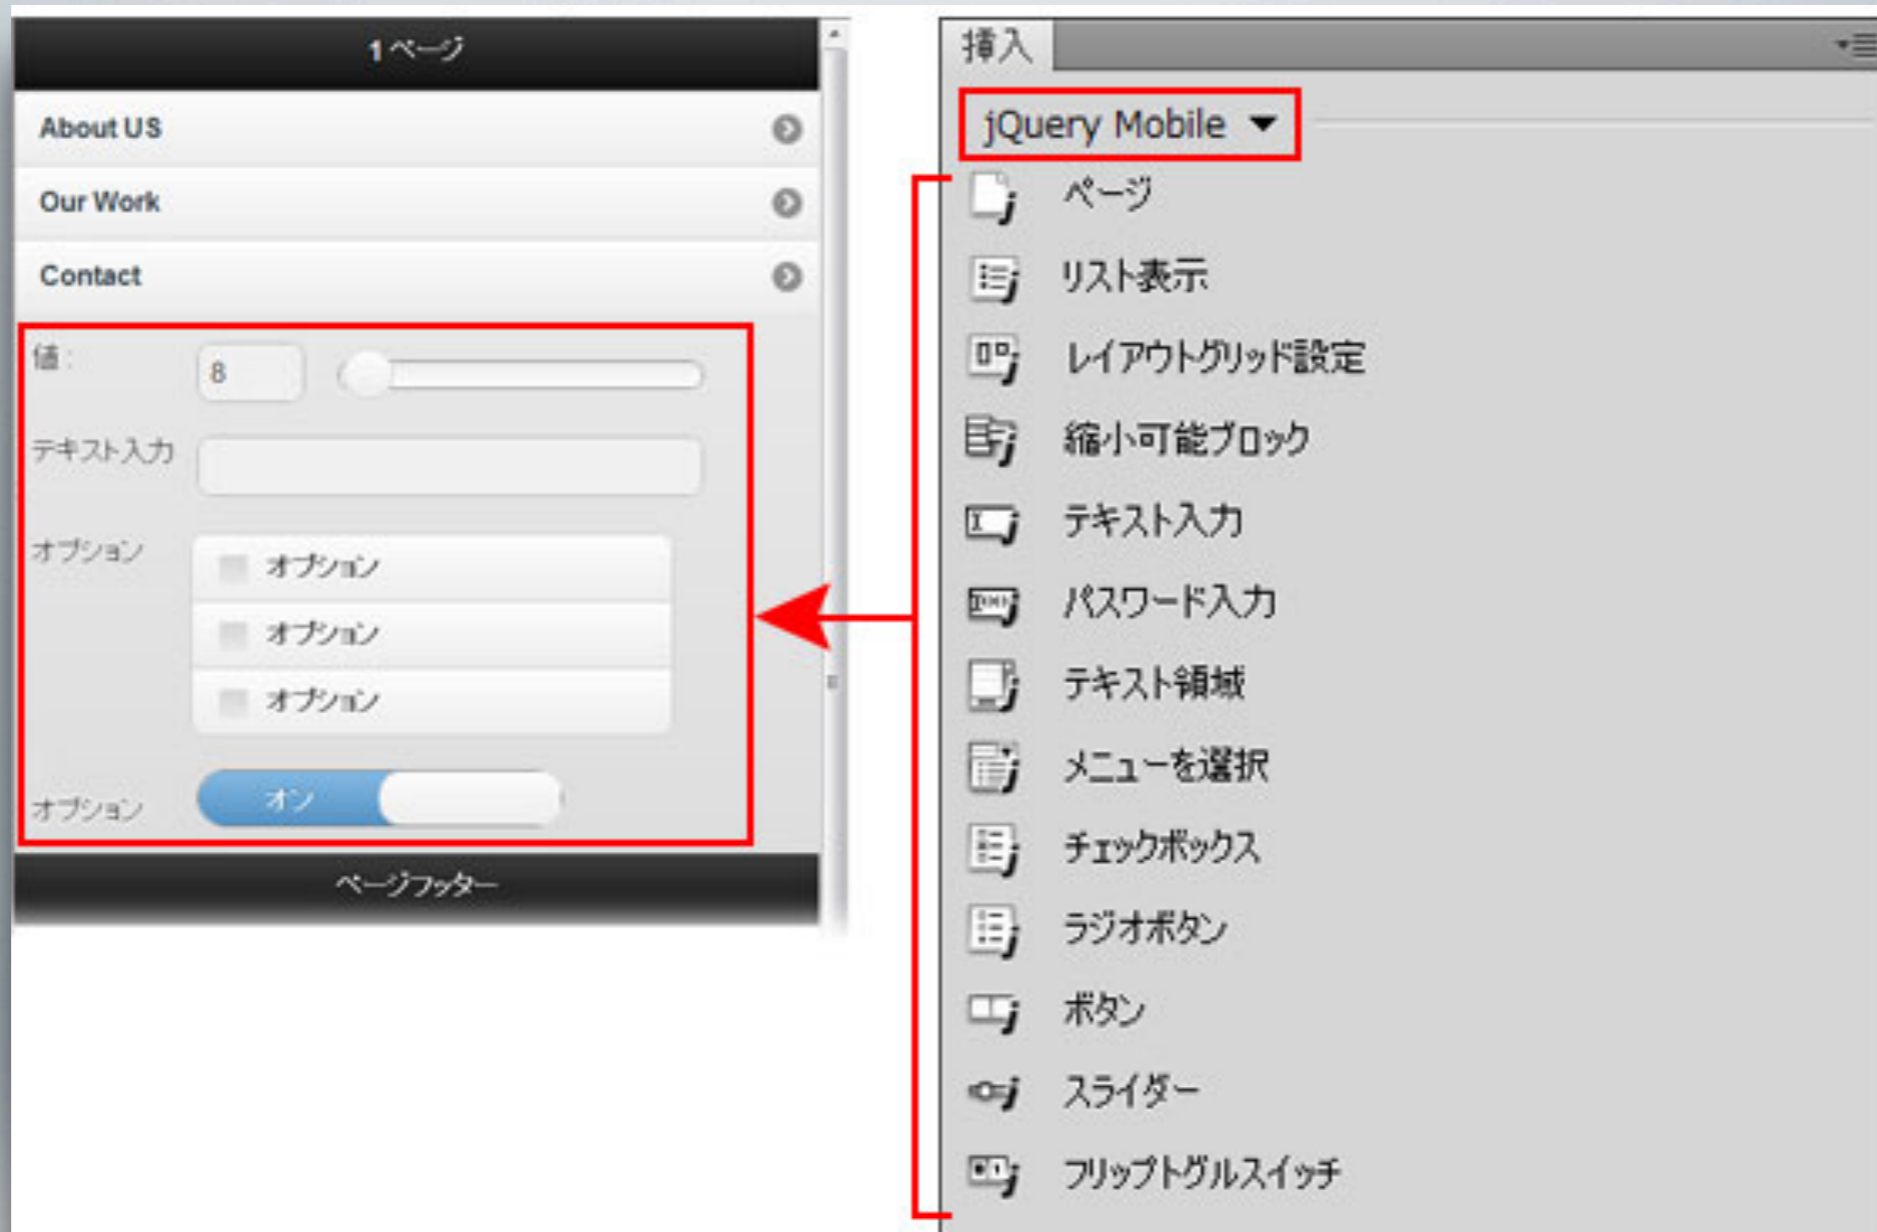 1 ページ
About US
Our Work
Contact
値:
8
テキスト入力
オプション
オプション
オプション
オプション
オプション
オン
ページフッター
挿入
jQuery Mobile
ページ
リスト表示
レイアウトグリッド設定
縮小可能ブロック
テキスト入力
パスワード入力
テキスト領域
メニューを選択
チェックボックス
ラジオボタン
ボタン
スライダー
フリップトグルスイッチ